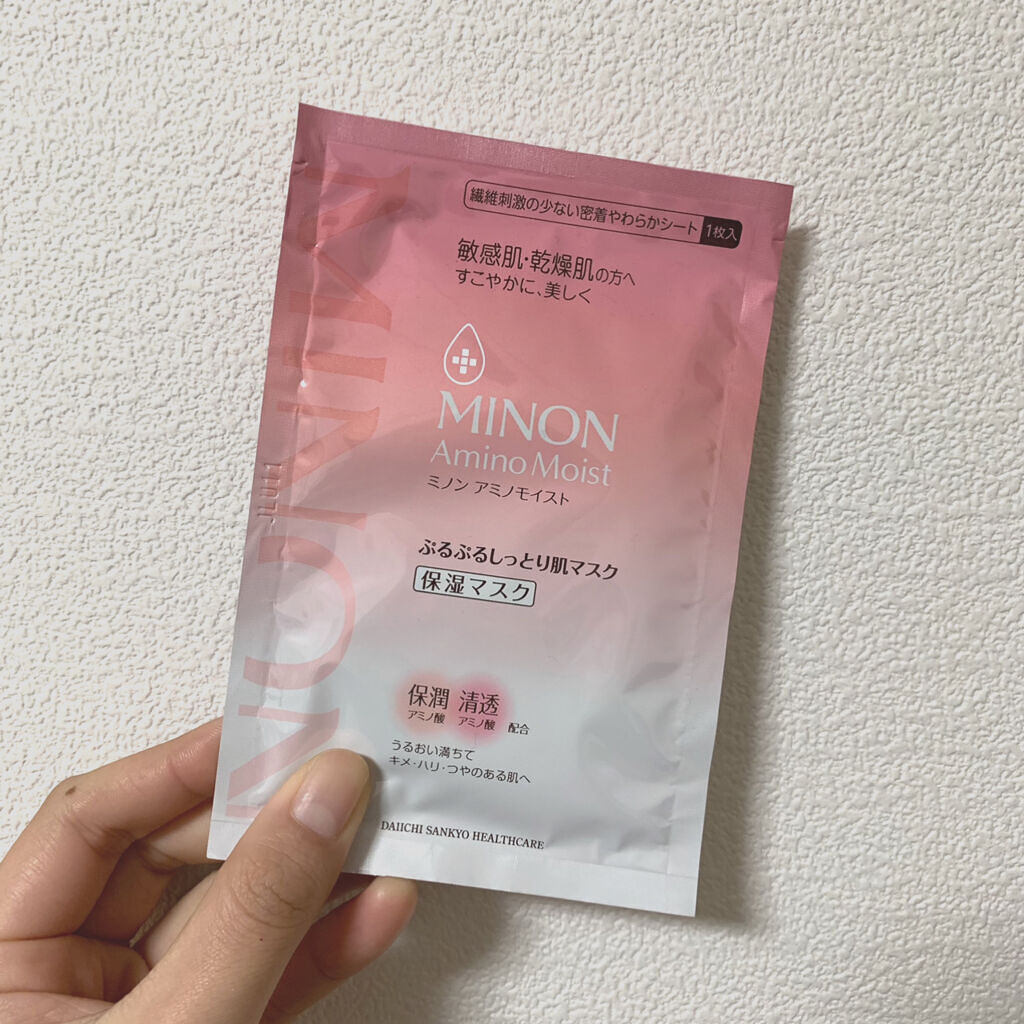 繊維刺激の少ない密着やわらかシート 1枚入
敏感肌・乾燥肌の方へ
すこやかに、美しく
MINON
Amino Moist
ミノン アミノモイスト
ぷるぷるしっとり肌マスク
保湿マスク
保潤 清透
アミノ酸 アミノ酸 配合
うるおい満ちて
キメ・ハリ・つやのある肌へ
DAIICHI SANKYO HEALTHCARE
MINON